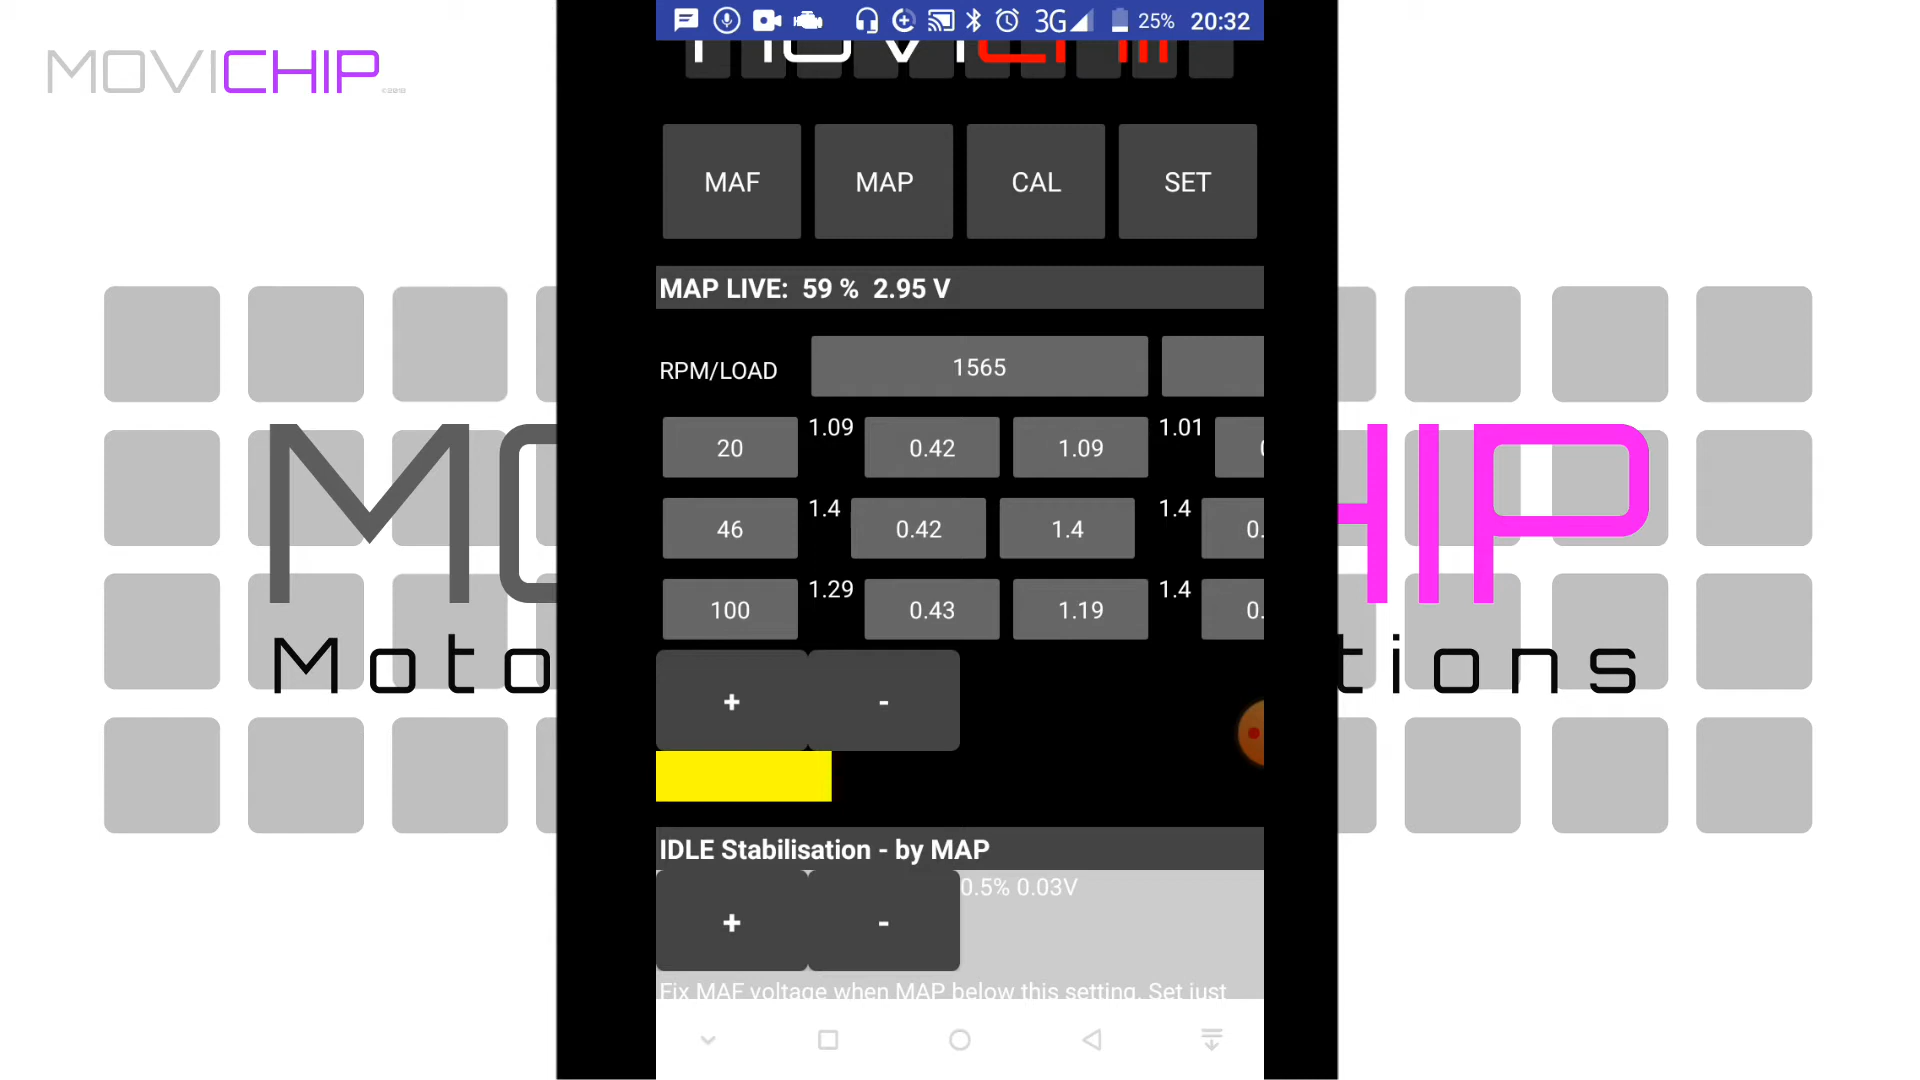 MOVICHIP ©2013
3G 25% 20:32
MAF MAP CAL SET
MAP LIVE: 59 % 2.95 V
RPM/LOAD 1565
20 1.09 0.42 1.09 1.01
46 1.4 0.42 1.4 1.4 0.
100 1.29 0.43 1.19 1.4 0.
+ -
IDLE Stabilisation - by MAP
+ - 0.5% 0.03V
Fix MAF voltage when MAP below this setting. Set just